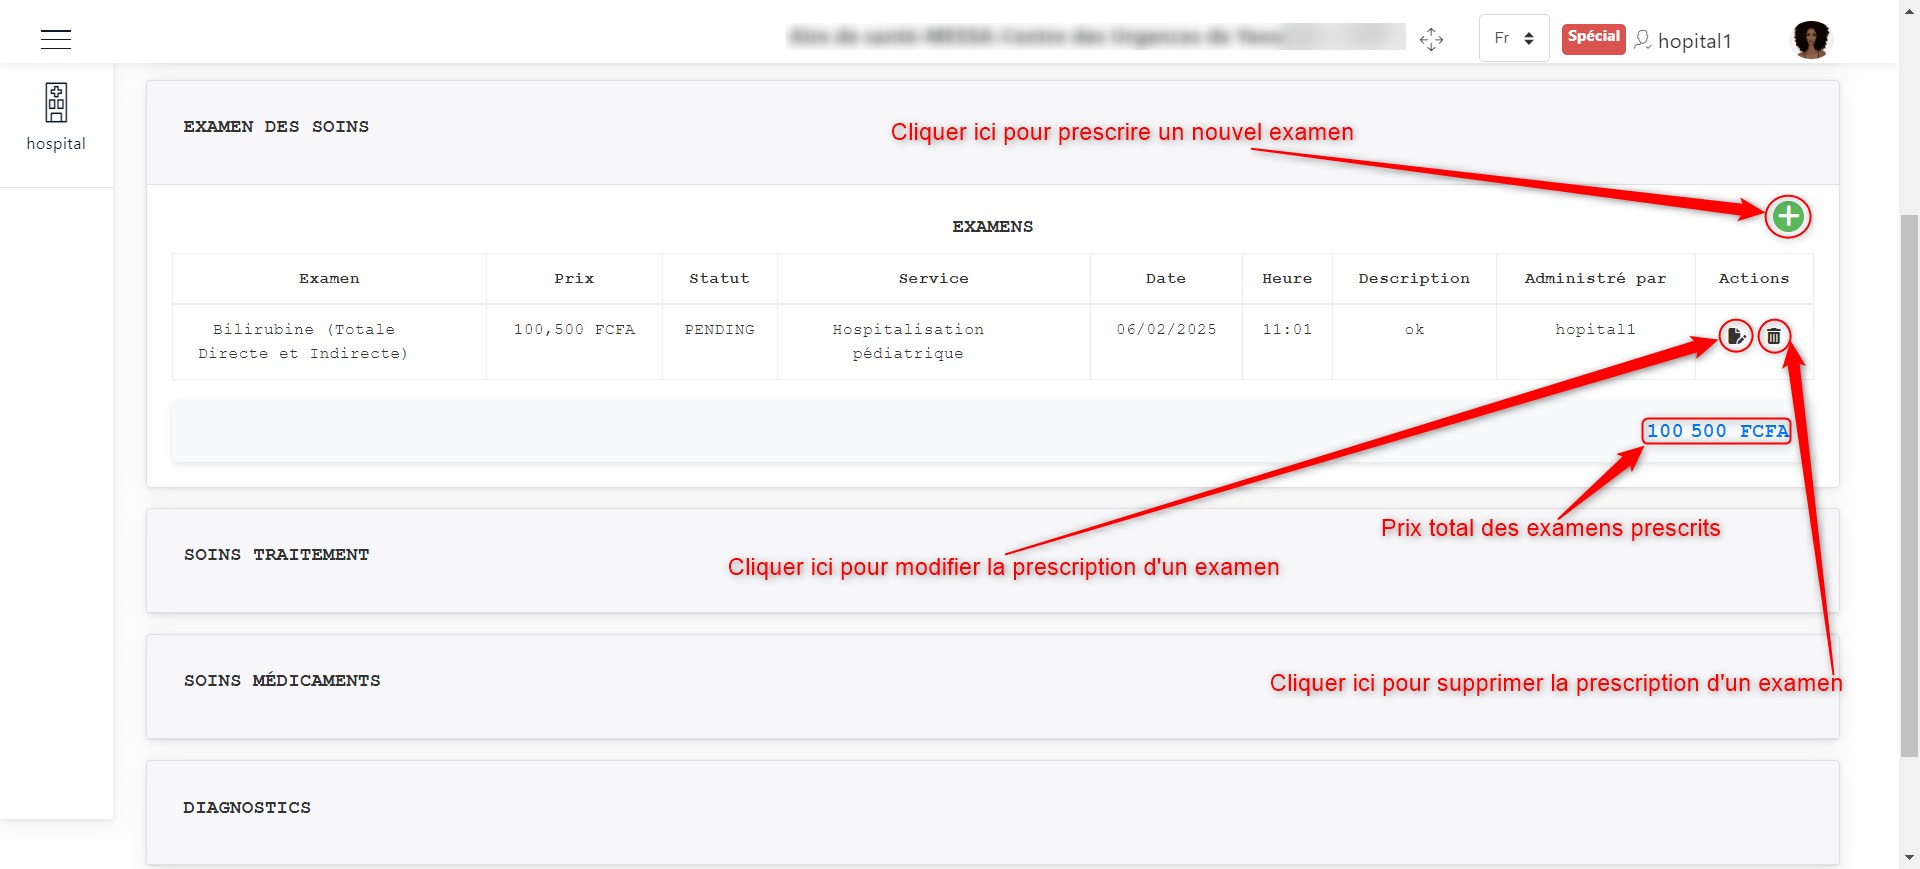 Fr
Spécial
hopital1
hospital
EXAMEN DES SOINS
Cliquer ici pour prescrire un nouvel examen
EXAMENS
Examen Prix Statut Service Date Heure Description Administré par Actions
Bilirubine (Totale Directe et Indirecte) 100,500 FCFA PENDING Hospitalisation pédiatrique 06/02/2025 11:01 ok hopital1
100 500 FCFA
Prix total des examens prescrits
SOINS TRAITEMENT
Cliquer ici pour modifier la prescription d'un examen
SOINS MÉDICAMENTS
Cliquer ici pour supprimer la prescription d'un examen
DIAGNOSTICS